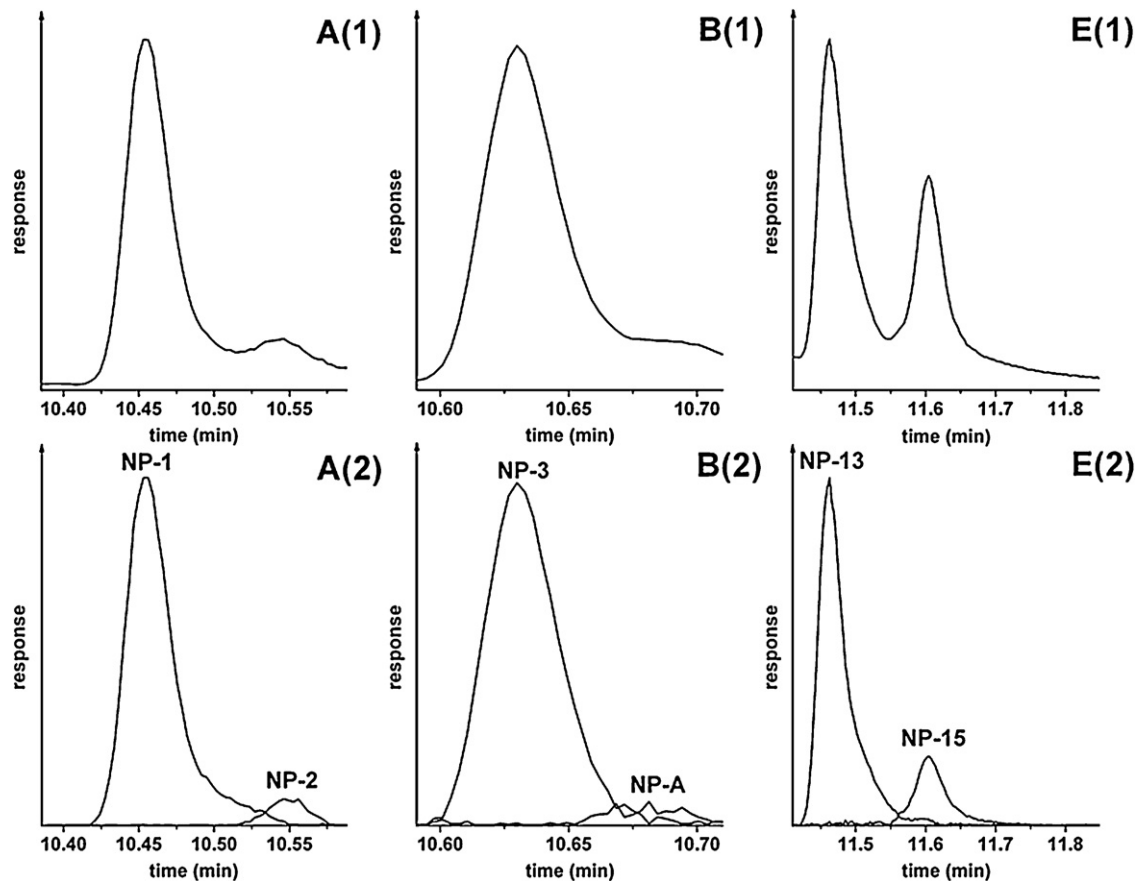 A(1)
response
10.40 10.45 10.50 10.55
time (min)
B(1)
response
10.60 10.65 10.70
time (min)
E(1)
response
11.5 11.6 11.7 11.8
time (min)
A(2)
NP-1
NP-2
response
10.40 10.45 10.50 10.55
time (min)
B(2)
NP-3
NP-A
response
10.60 10.65 10.70
time (min)
E(2)
NP-13
NP-15
response
11.5 11.6 11.7 11.8
time (min)